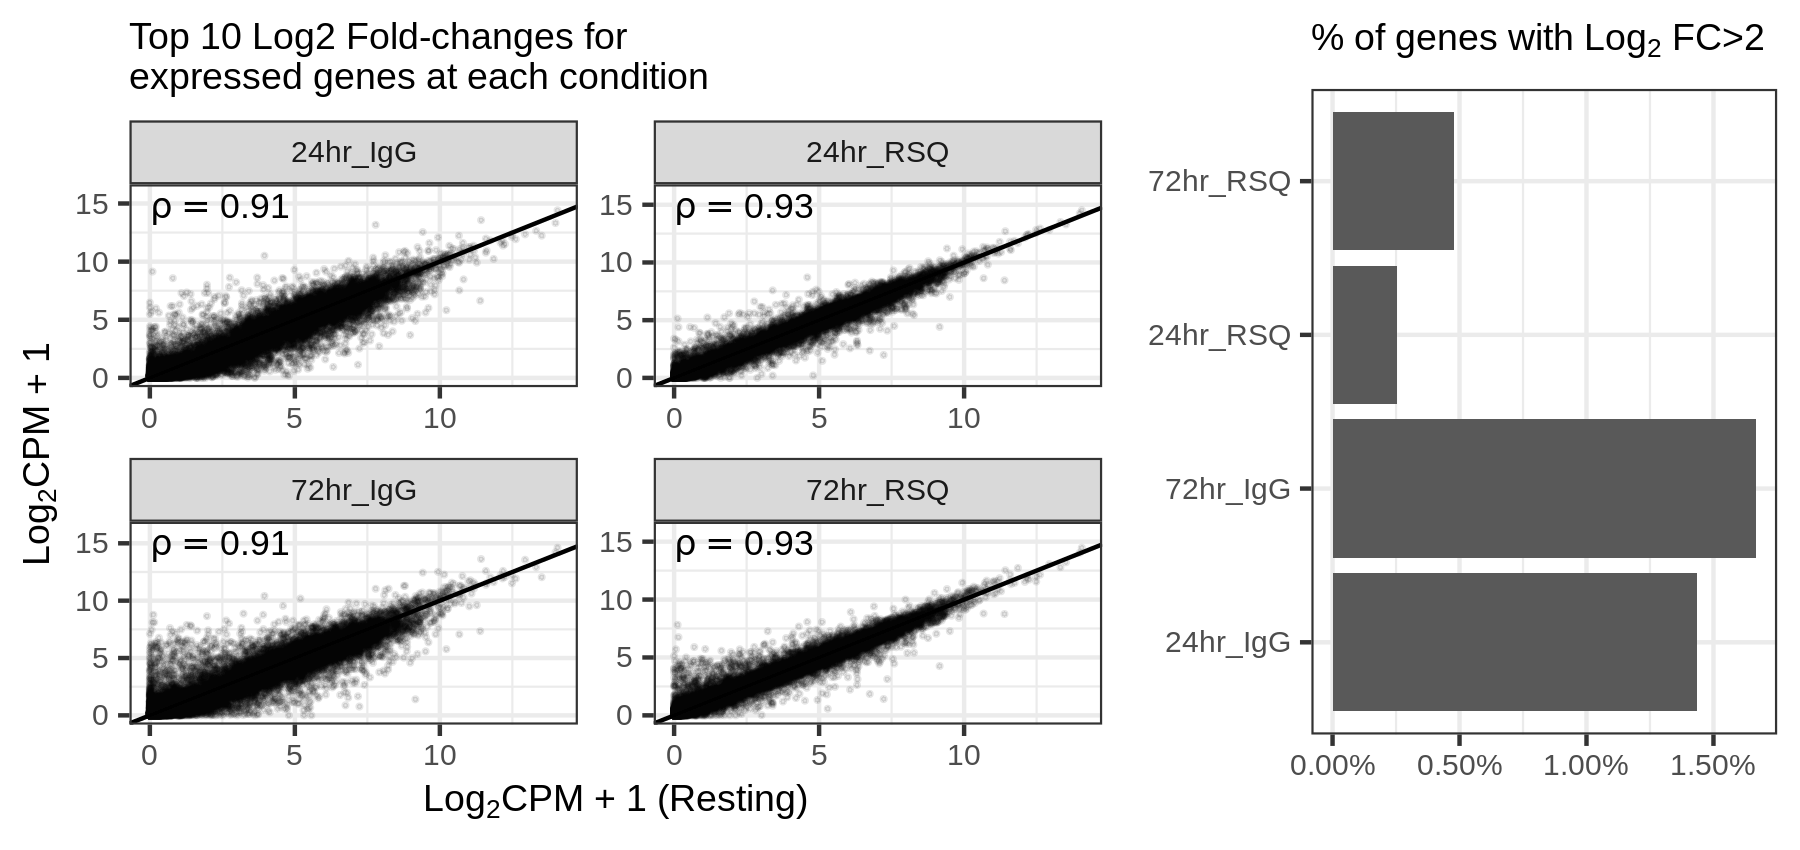 Top 10 Log2 Fold-changes for
expressed genes at each condition
24hr_IgG
24hr_RSQ
ρ = 0.91
ρ = 0.93
15
10
5
0
15
10
5
0
0
5
10
0
5
10
72hr_IgG
72hr_RSQ
ρ = 0.91
ρ = 0.93
15
10
5
0
15
10
5
0
0
5
10
0
5
10
Log₂CPM + 1
Log₂CPM + 1 (Resting)
% of genes with Log₂ FC>2
72hr_RSQ
24hr_RSQ
72hr_IgG
24hr_IgG
0.00%
0.50%
1.00%
1.50%